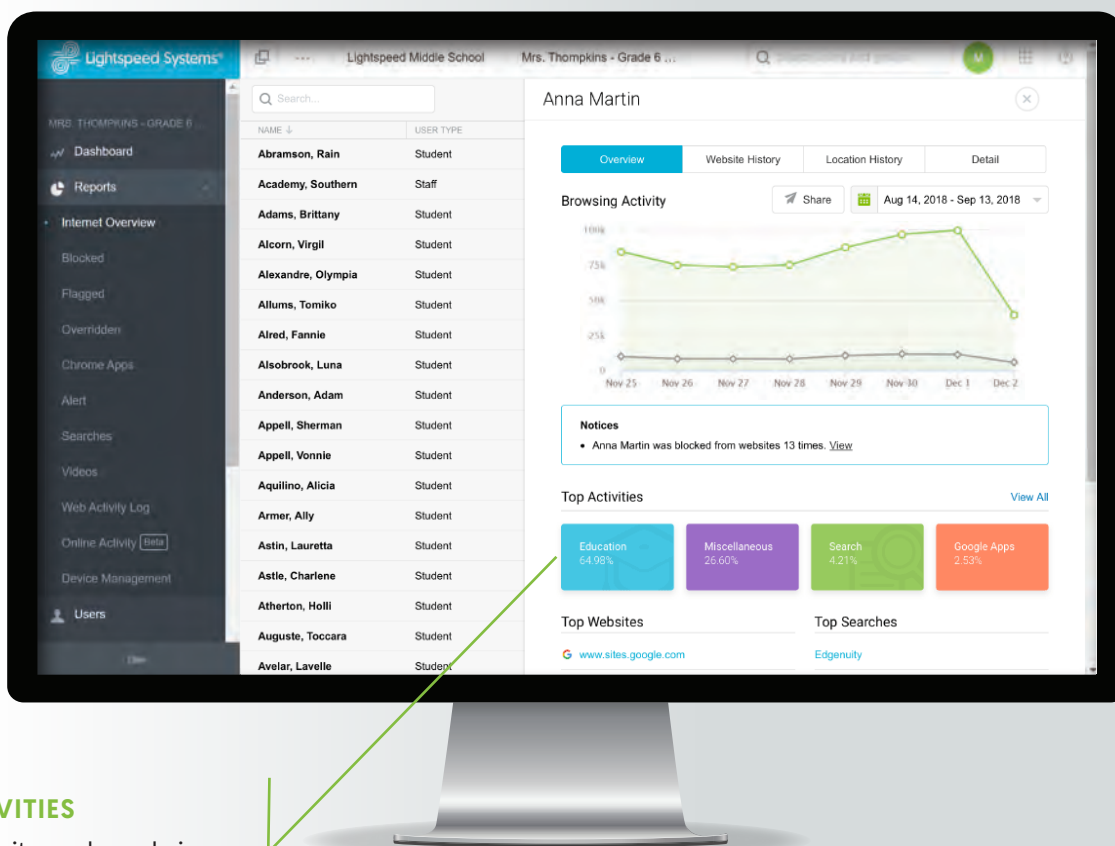 Lightspeed Systems®
... Lightspeed Middle School Mrs. Thompkins - Grade 6 ...
M
MRS. THOMPKINS - GRADE 6
Dashboard
Reports
Internet Overview
Blocked
Flagged
Overridden
Chrome Apps
Alert
Searches
Videos
Web Activity Log
Online Activity Beta
Device Management
Users
Search...
NAME ↓ USER TYPE
Abramson, Rain Student
Academy, Southern Staff
Adams, Brittany Student
Alcorn, Virgil Student
Alexandre, Olympia Student
Allums, Tomiko Student
Alred, Fannie Student
Alsobrook, Luna Student
Anderson, Adam Student
Appell, Sherman Student
Appell, Vonnie Student
Aquilino, Alicia Student
Armer, Ally Student
Astin, Lauretta Student
Astle, Charlene Student
Atherton, Holli Student
Auguste, Toccara Student
Avelar, Lavelle Student
Anna Martin
Overview Website History Location History Detail
Browsing Activity Share Aug 14, 2018 - Sep 13, 2018
100k
75k
50k
25k
0
Nov 25 Nov 26 Nov 27 Nov 28 Nov 29 Nov 30 Dec 1 Dec 2
Notices
• Anna Martin was blocked from websites 13 times. View
Top Activities View All
Education Miscellaneous Search Google Apps
64.98% 26.60% 4.21% 2.53%
Top Websites Top Searches
www.sites.google.com Edgenuity
VITIES